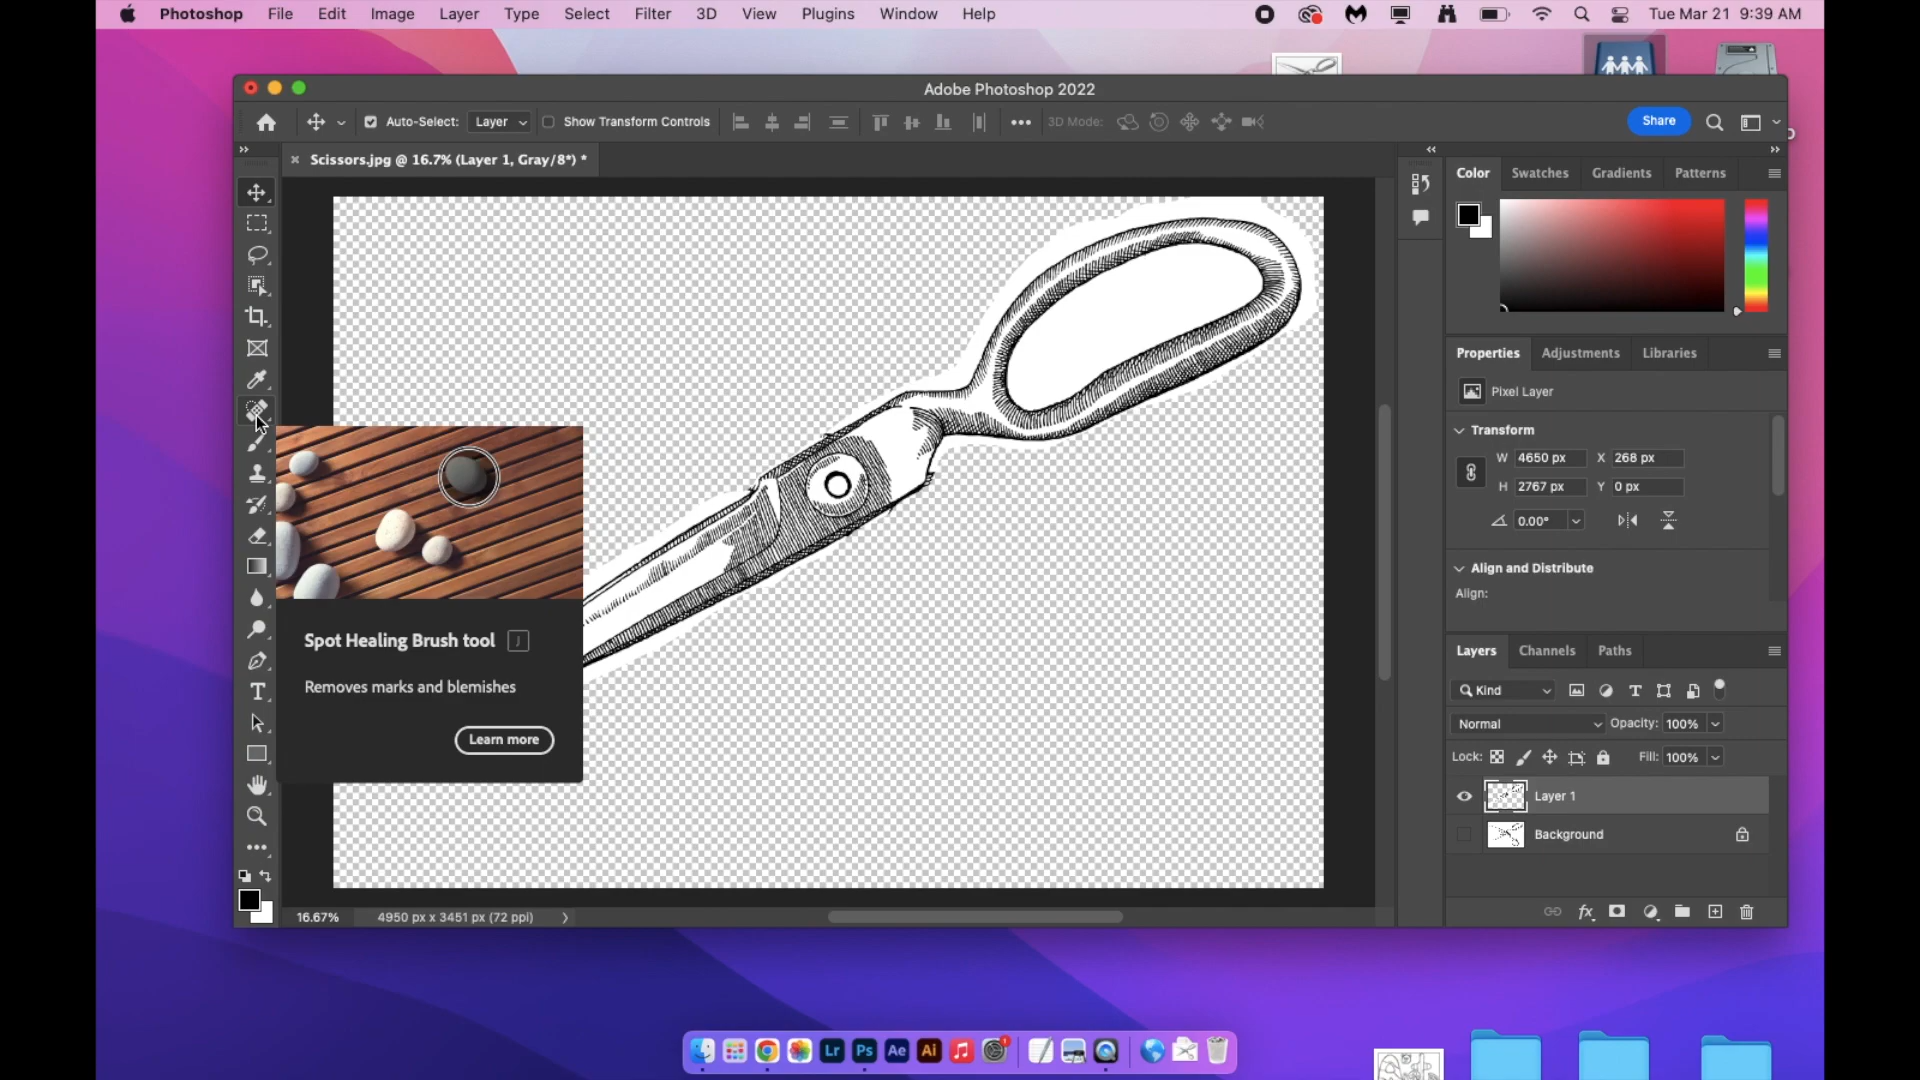 Photoshop File Edit Image Layer Type Select Filter 3D View Plugins Window Help Tue Mar 21 9:39 AM
Adobe Photoshop 2022
Auto-Select: Layer Show Transform Controls 3D Mode: Share
Scissors.jpg @ 16.7% (Layer 1, Gray/8*) *
Color Swatches Gradients Patterns
Properties Adjustments Libraries
Pixel Layer
Transform
W 4650 px X 268 px
H 2767 px Y 0 px
0.00°
Align and Distribute
Align:
Spot Healing Brush tool J
Removes marks and blemishes
Learn more
Layers Channels Paths
Kind
Normal Opacity: 100%
Lock: Fill: 100%
Layer 1
Background
fx
16.67% 4950 px x 3451 px (72 ppi)
Lr Ps Ae Ai 1